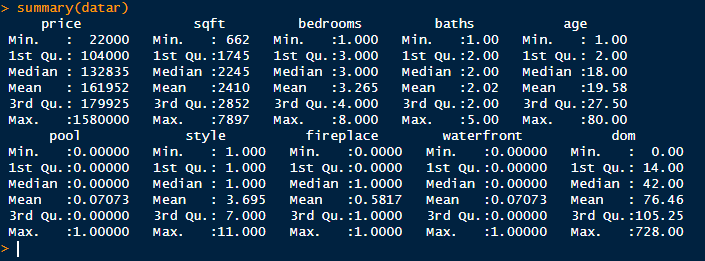 > summary(datar)
     price              sqft         bedrooms         baths           age
 Min.   :  22000   Min.   : 662   Min.   :1.000   Min.   :1.00   Min.   : 1.00
 1st Qu.: 104000   1st Qu.:1745   1st Qu.:3.000   1st Qu.:2.00   1st Qu.: 2.00
 Median : 132835   Median :2245   Median :3.000   Median :2.00   Median :18.00
 Mean   : 161952   Mean   :2410   Mean   :3.265   Mean   :2.02   Mean   :19.58
 3rd Qu.: 179925   3rd Qu.:2852   3rd Qu.:4.000   3rd Qu.:2.00   3rd Qu.:27.50
 Max.   :1580000   Max.   :7897   Max.   :8.000   Max.   :5.00   Max.   :80.00
      pool             style          fireplace        waterfront           dom
 Min.   :0.00000   Min.   : 1.000   Min.   :0.0000   Min.   :0.00000   Min.   :  0.00
 1st Qu.:0.00000   1st Qu.: 1.000   1st Qu.:0.0000   1st Qu.:0.00000   1st Qu.: 14.00
 Median :0.00000   Median : 1.000   Median :1.0000   Median :0.00000   Median : 42.00
 Mean   :0.07073   Mean   : 3.695   Mean   :0.5817   Mean   :0.07073   Mean   : 76.46
 3rd Qu.:0.00000   3rd Qu.: 7.000   3rd Qu.:1.0000   3rd Qu.:0.00000   3rd Qu.:105.25
 Max.   :1.00000   Max.   :11.000   Max.   :1.0000   Max.   :1.00000   Max.   :728.00
>